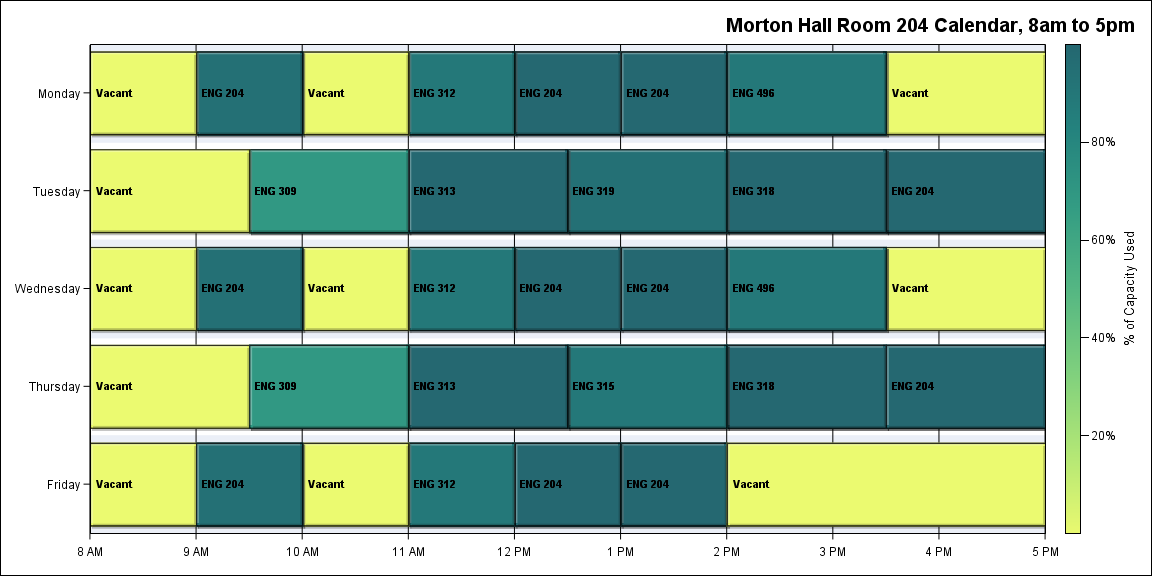 Morton Hall Room 204 Calendar, 8am to 5pm
Monday
Vacant
ENG 204
Vacant
ENG 312
ENG 204
ENG 204
ENG 496
Vacant
Tuesday
Vacant
ENG 309
ENG 313
ENG 319
ENG 318
ENG 204
Wednesday
Vacant
ENG 204
Vacant
ENG 312
ENG 204
ENG 204
ENG 496
Vacant
Thursday
Vacant
ENG 309
ENG 313
ENG 315
ENG 318
ENG 204
Friday
Vacant
ENG 204
Vacant
ENG 312
ENG 204
ENG 204
Vacant
8 AM
9 AM
10 AM
11 AM
12 PM
1 PM
2 PM
3 PM
4 PM
5 PM
80%
60%
40%
20%
% of Capacity Used